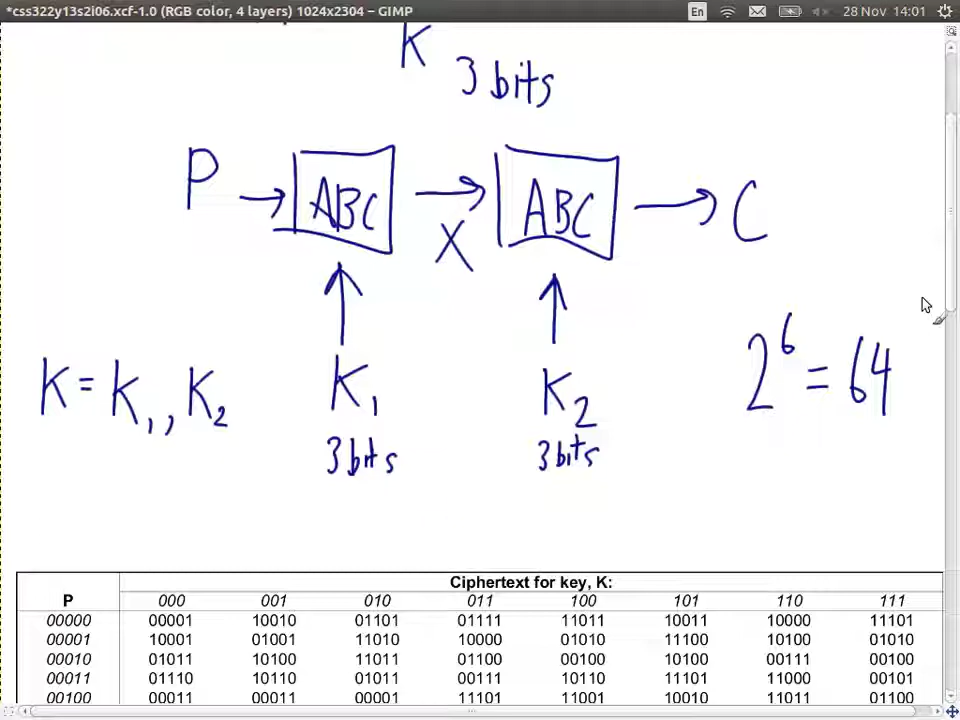 *css322y13s2i06.xcf-1.0 (RGB color, 4 layers) 1024x2304 – GIMP En 28 Nov 14:01
K 3 bits
P → ABC → ABC → C
X
K = K1, K2 K1 K2 2^6 = 64
3 bits 3 bits
Ciphertext for key, K:
P 000 001 010 011 100 101 110 111
00000 00001 10010 01101 01111 11011 10011 10000 11101
00001 10001 01001 11010 10000 01010 11100 10100 01010
00010 01011 10100 11011 01100 00100 10100 00111 00100
00011 01110 10110 01011 00111 10110 11101 11000 00101
00100 00011 00011 00001 11101 11001 10010 11011 01100